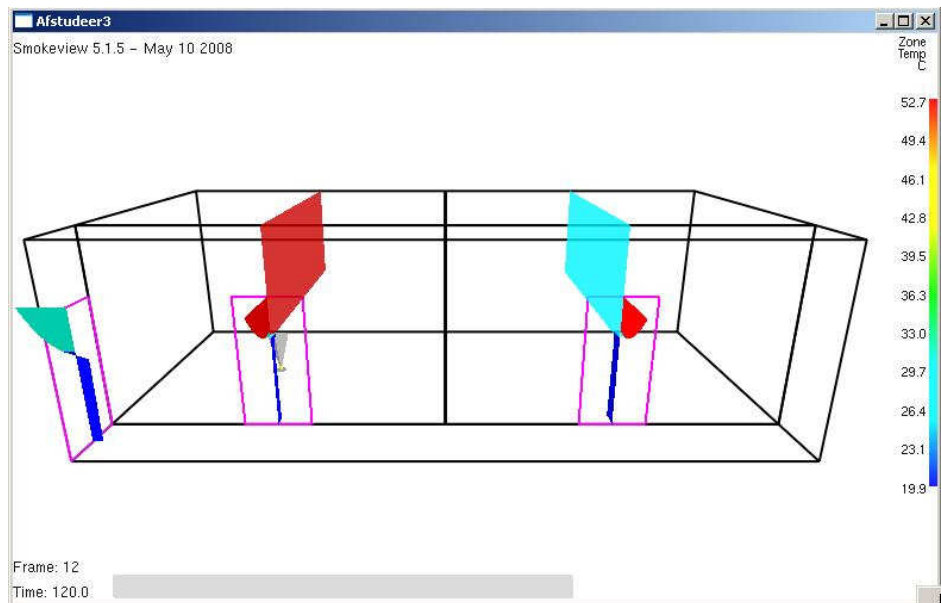 Afstudeer3
Smokeview 5.1.5 - May 10 2008
Zone
Temp
C
52.7
49.4
46.1
42.8
39.5
36.3
33.0
29.7
26.4
23.1
19.9
Frame: 12
Time: 120.0